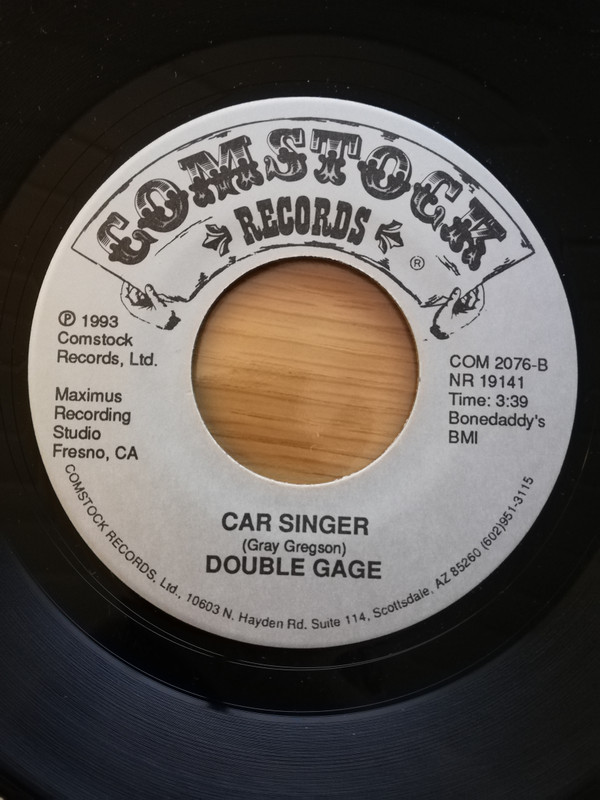 COMSTOCK
RECORDS
®
℗ 1993
Comstock
Records, Ltd.
Maximus
Recording
Studio
Fresno, CA
COM 2076-B
NR 19141
Time: 3:39
Bonedaddy's
BMI
CAR SINGER
(Gray Gregson)
DOUBLE GAGE
COMSTOCK RECORDS, Ltd., 10603 N. Hayden Rd. Suite 114, Scottsdale, AZ 85260 (602)951-3115